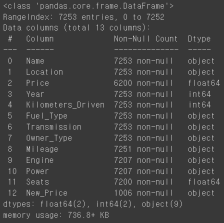 <class 'pandas.core.frame.DataFrame'>
RangeIndex: 7253 entries, 0 to 7252
Data columns (total 13 columns):
 #   Column             Non-Null Count  Dtype
---  ------             --------------  -----
 0   Name               7253 non-null   object
 1   Location           7253 non-null   object
 2   Price              6200 non-null   float64
 3   Year               7253 non-null   int64
 4   Kilometers_Driven  7253 non-null   int64
 5   Fuel_Type          7253 non-null   object
 6   Transmission       7253 non-null   object
 7   Owner_Type         7253 non-null   object
 8   Mileage            7251 non-null   object
 9   Engine             7207 non-null   object
 10  Power              7207 non-null   object
 11  Seats              7200 non-null   float64
 12  New_Price          1006 non-null   object
dtypes: float64(2), int64(2), object(9)
memory usage: 736.8+ KB